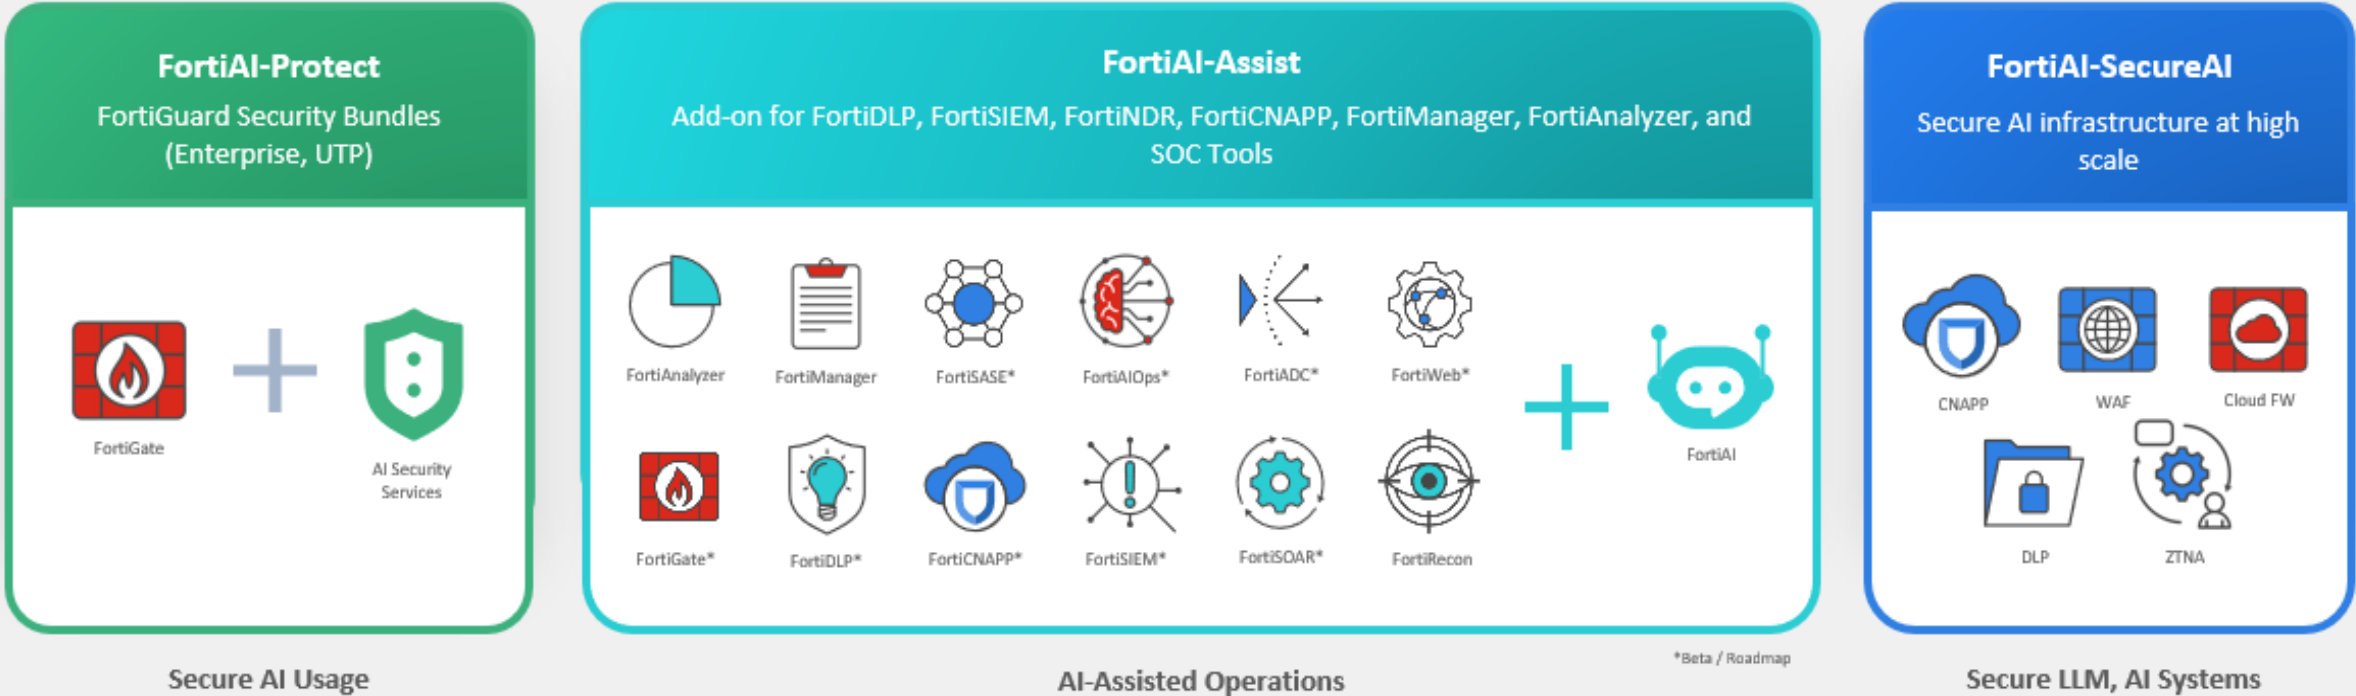 FortiAI-Protect
FortiGuard Security Bundles
(Enterprise, UTP)
FortiGate
AI Security
Services
Secure AI Usage
FortiAI-Assist
Add-on for FortiDLP, FortiSIEM, FortiNDR, FortiCNAPP, FortiManager, FortiAnalyzer, and
SOC Tools
FortiAnalyzer
FortiManager
FortiSASE*
FortiAIOps*
FortiADC*
FortiWeb*
FortiGate*
FortiDLP*
FortiCNAPP*
FortiSIEM*
FortiSOAR*
FortiRecon
FortiAI
*Beta / Roadmap
AI-Assisted Operations
FortiAI-SecureAI
Secure AI infrastructure at high
scale
CNAPP
WAF
Cloud FW
DLP
ZTNA
Secure LLM, AI Systems